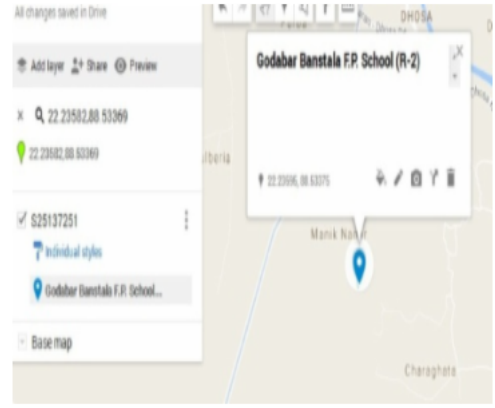 All changes saved in Drive
Add layer Share Preview
22.23582,88.53369
22.23582,88.53369
S25137251
Individual styles
Godabar Banstala F.P. School...
Base map
Godabar Banstala F.P. School (R-2)
22.23595, 88.53375
DHOSA
Manik Nagar
Charaghata